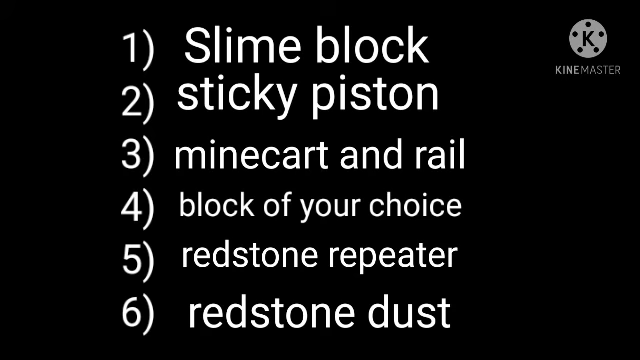 1) Slime block
2) sticky piston
3) minecart and rail
4) block of your choice
5) redstone repeater
6) redstone dust
K
KINEMASTER